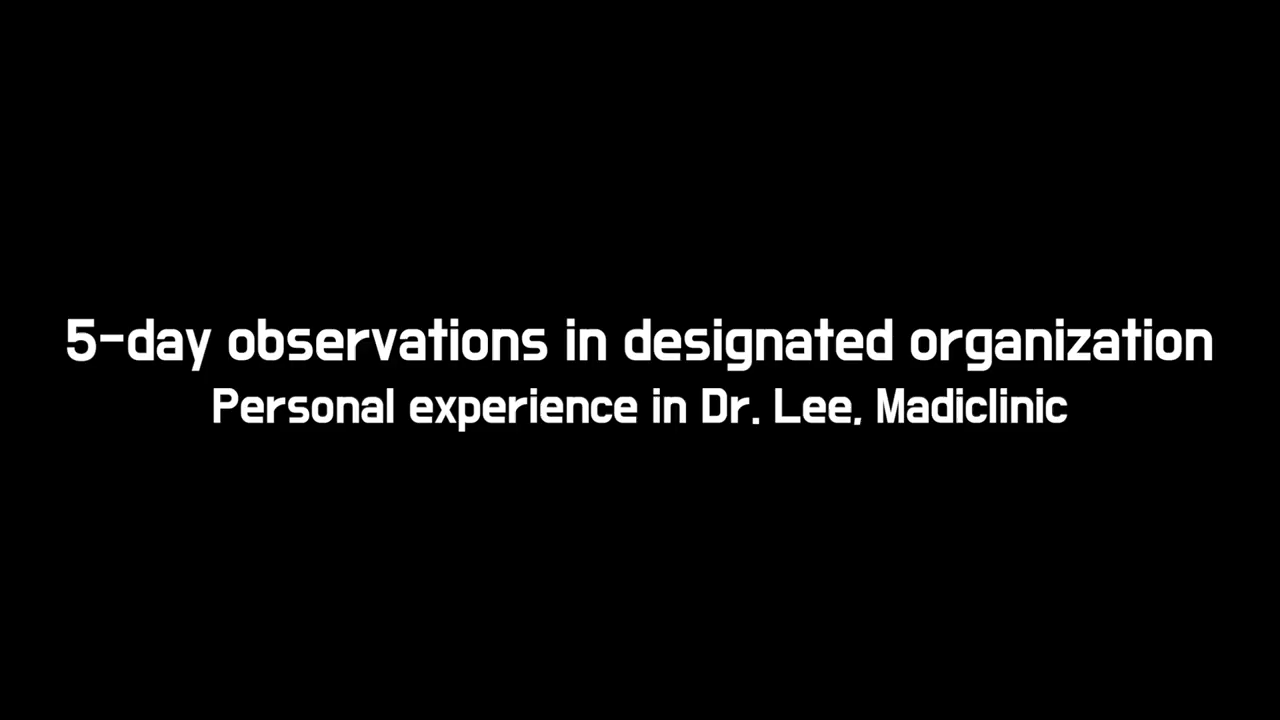 5-day observations in designated organization
Personal experience in Dr. Lee, Madiclinic